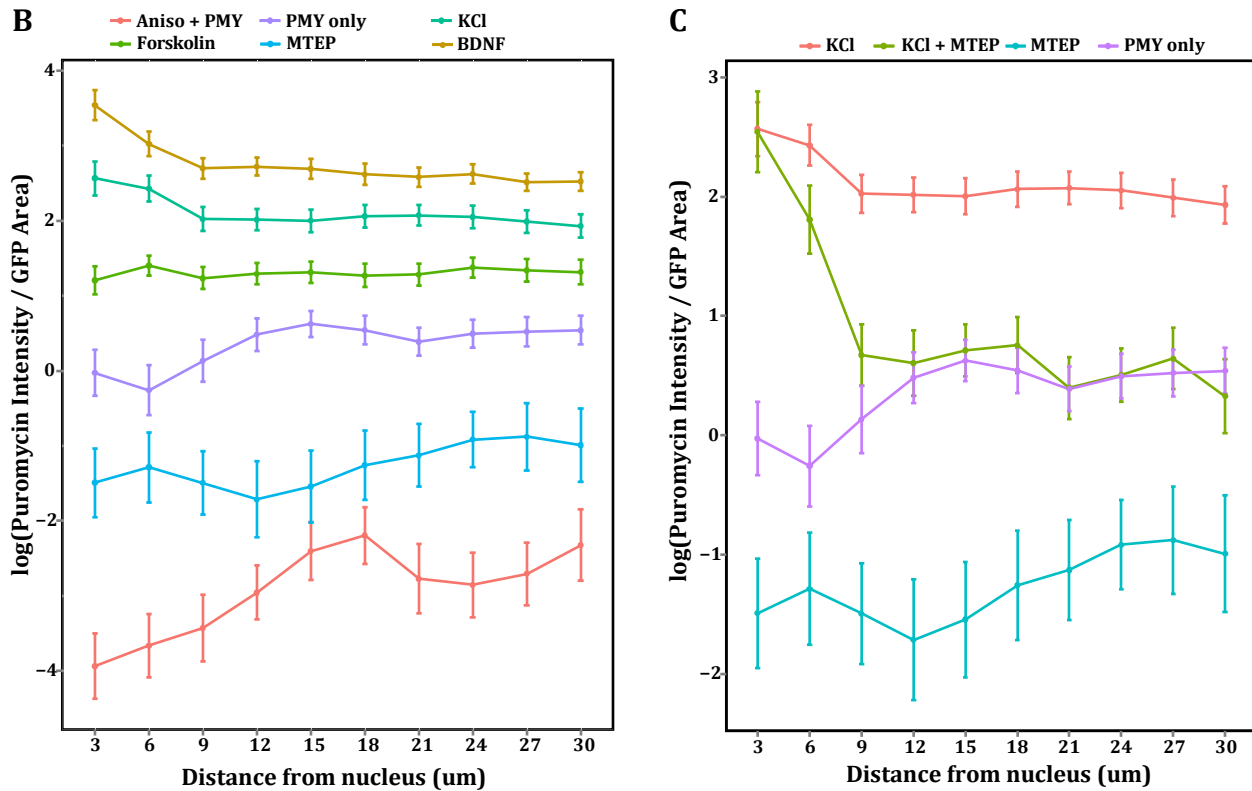 B
Aniso + PMY PMY only KCl
Forskolin MTEP BDNF
log(Puromycin Intensity / GFP Area)
4
2
0
−2
−4
3 6 9 12 15 18 21 24 27 30
Distance from nucleus (um)
C
KCl KCl + MTEP MTEP PMY only
log(Puromycin Intensity / GFP Area)
3
2
1
0
−1
−2
3 6 9 12 15 18 21 24 27 30
Distance from nucleus (um)